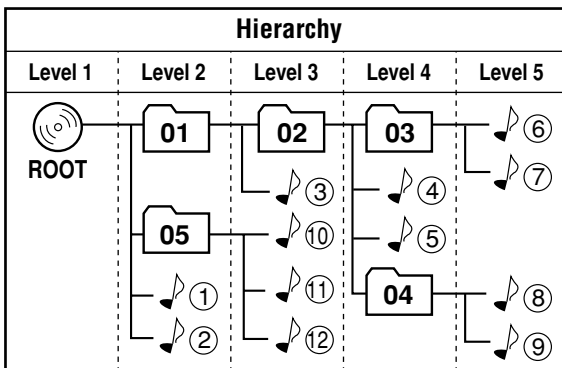 Hierarchy
Level 1 Level 2 Level 3 Level 4 Level 5
01 02 03 ⑥
ROOT ③ ④ ⑦
05 ⑩ ⑤
① ⑪ 04 ⑧
② ⑫ ⑨